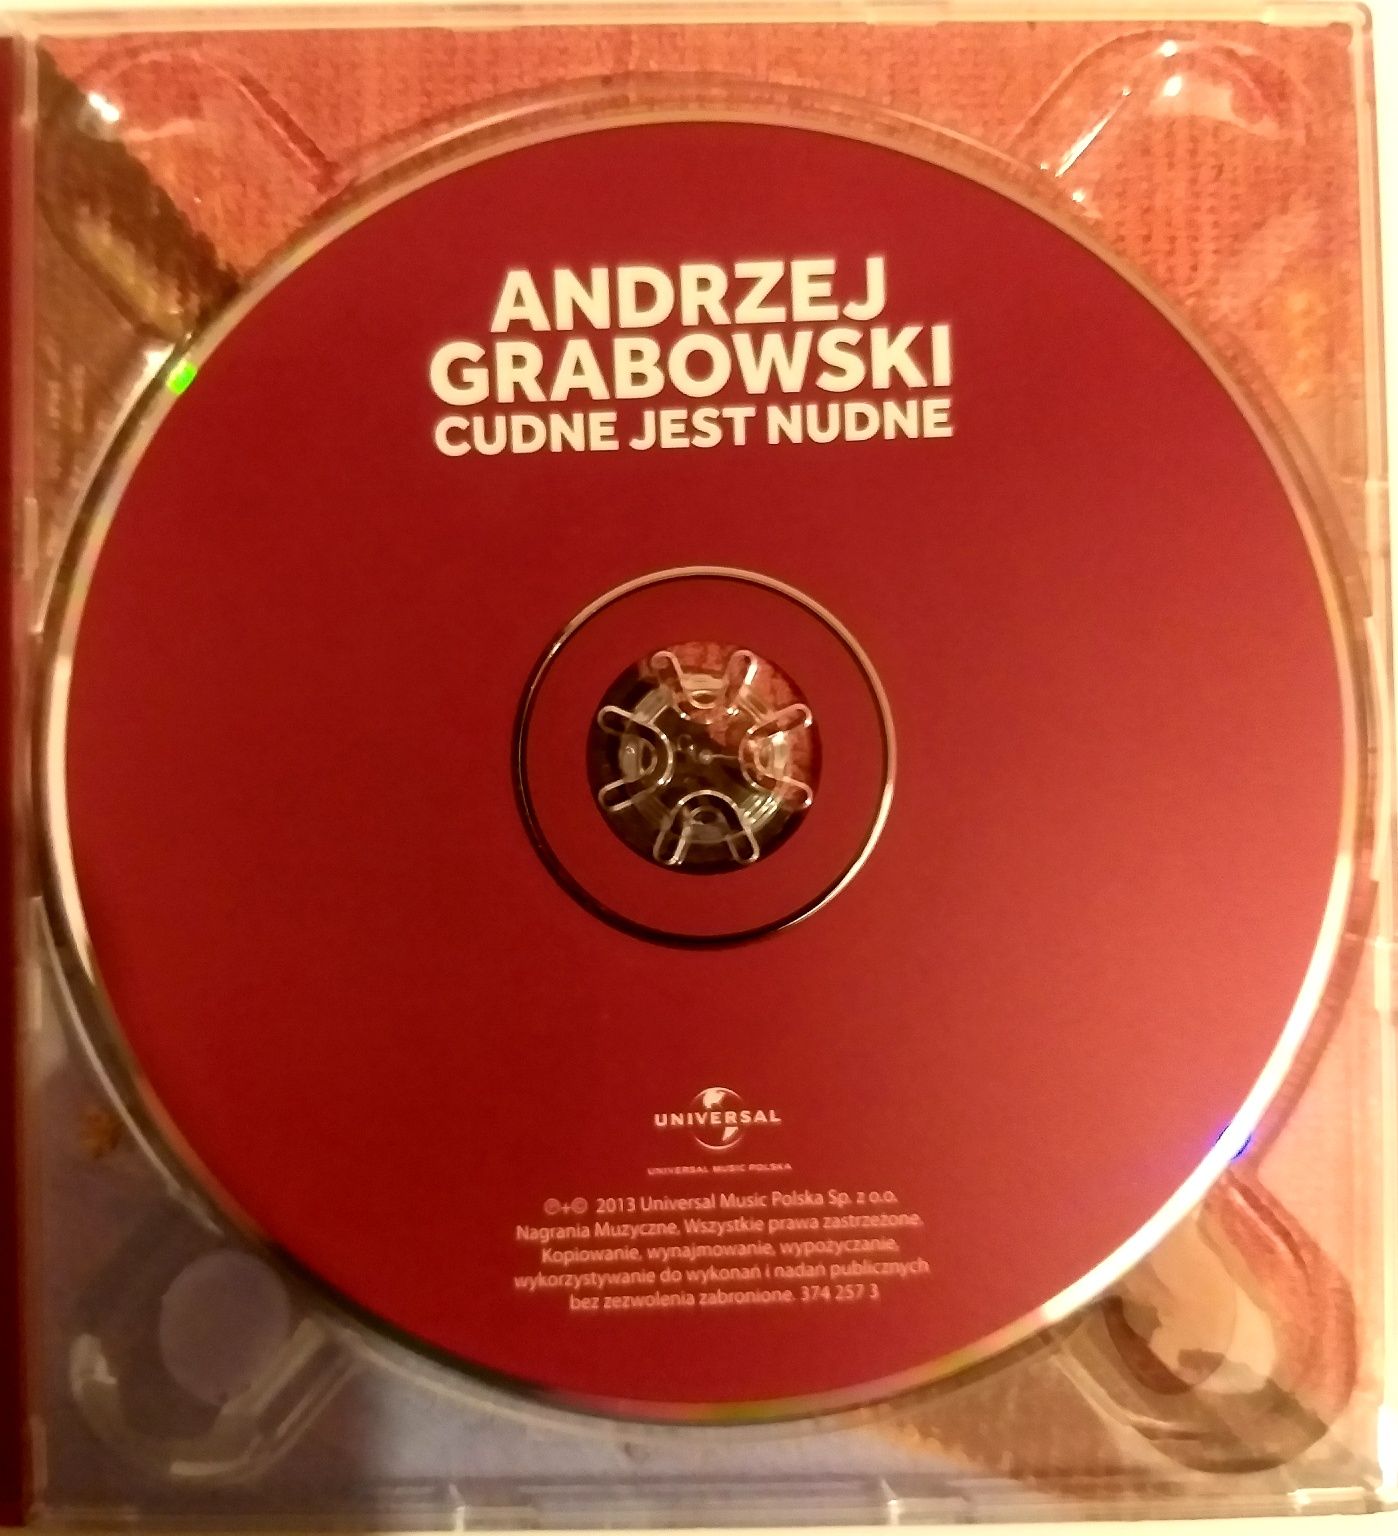 ANDRZEJ
GRABOWSKI
CUDNE JEST NUDNE
UNIVERSAL
UNIVERSAL MUSIC POLSKA
℗+© 2013 Universal Music Polska Sp. z o.o.
Nagrania Muzyczne. Wszystkie prawa zastrzeżone.
Kopiowanie, wynajmowanie, wypożyczanie,
wykorzystywanie do wykonań i nadań publicznych
bez zezwolenia zabronione. 374 257 3